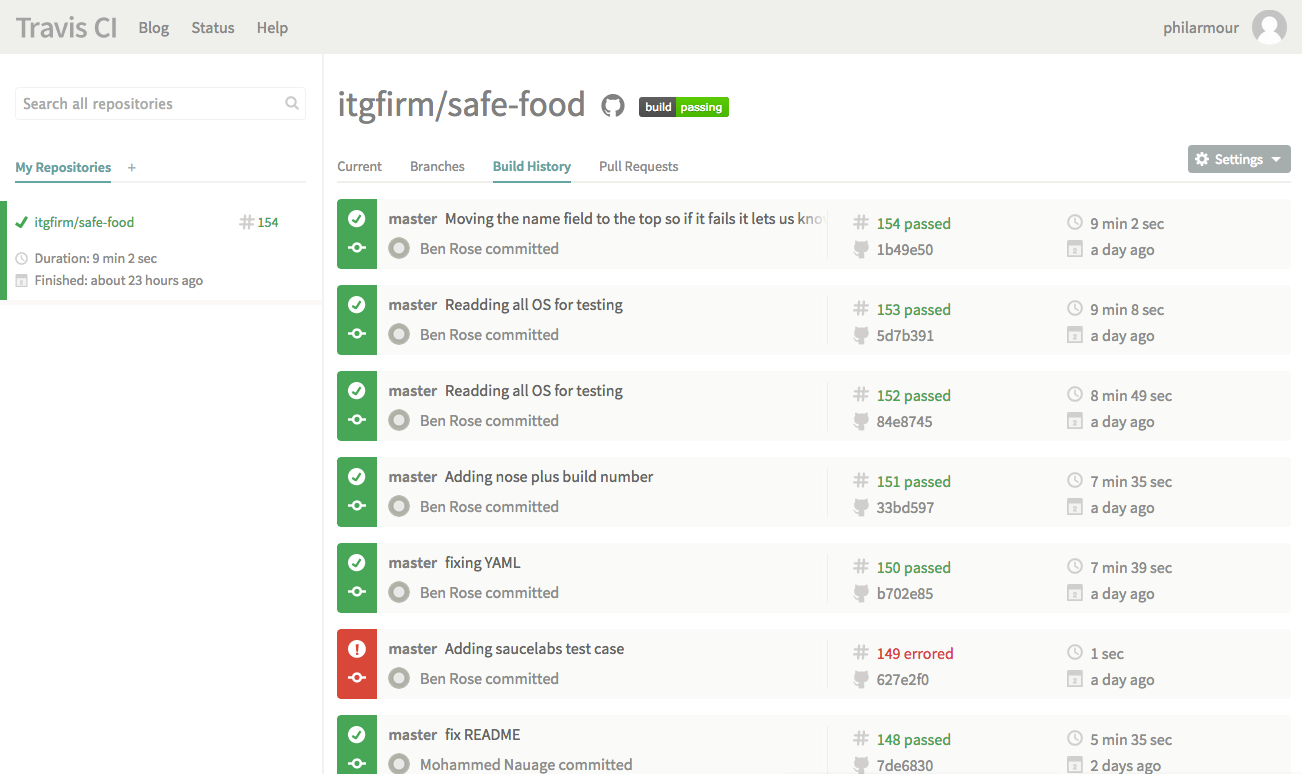 Travis CI Blog Status Help philarmour
Search all repositories
My Repositories +
itgfirm/safe-food # 154
Duration: 9 min 2 sec
Finished: about 23 hours ago
itgfirm/safe-food build passing
Current Branches Build History Pull Requests Settings
master Moving the name field to the top so if it fails it lets us kno
Ben Rose committed
# 154 passed
1b49e50
9 min 2 sec
a day ago
master Readding all OS for testing
Ben Rose committed
# 153 passed
5d7b391
9 min 8 sec
a day ago
master Readding all OS for testing
Ben Rose committed
# 152 passed
84e8745
8 min 49 sec
a day ago
master Adding nose plus build number
Ben Rose committed
# 151 passed
33bd597
7 min 35 sec
a day ago
master fixing YAML
Ben Rose committed
# 150 passed
b702e85
7 min 39 sec
a day ago
master Adding saucelabs test case
Ben Rose committed
# 149 errored
627e2f0
1 sec
a day ago
master fix README
Mohammed Nauage committed
# 148 passed
7de6830
5 min 35 sec
2 days ago